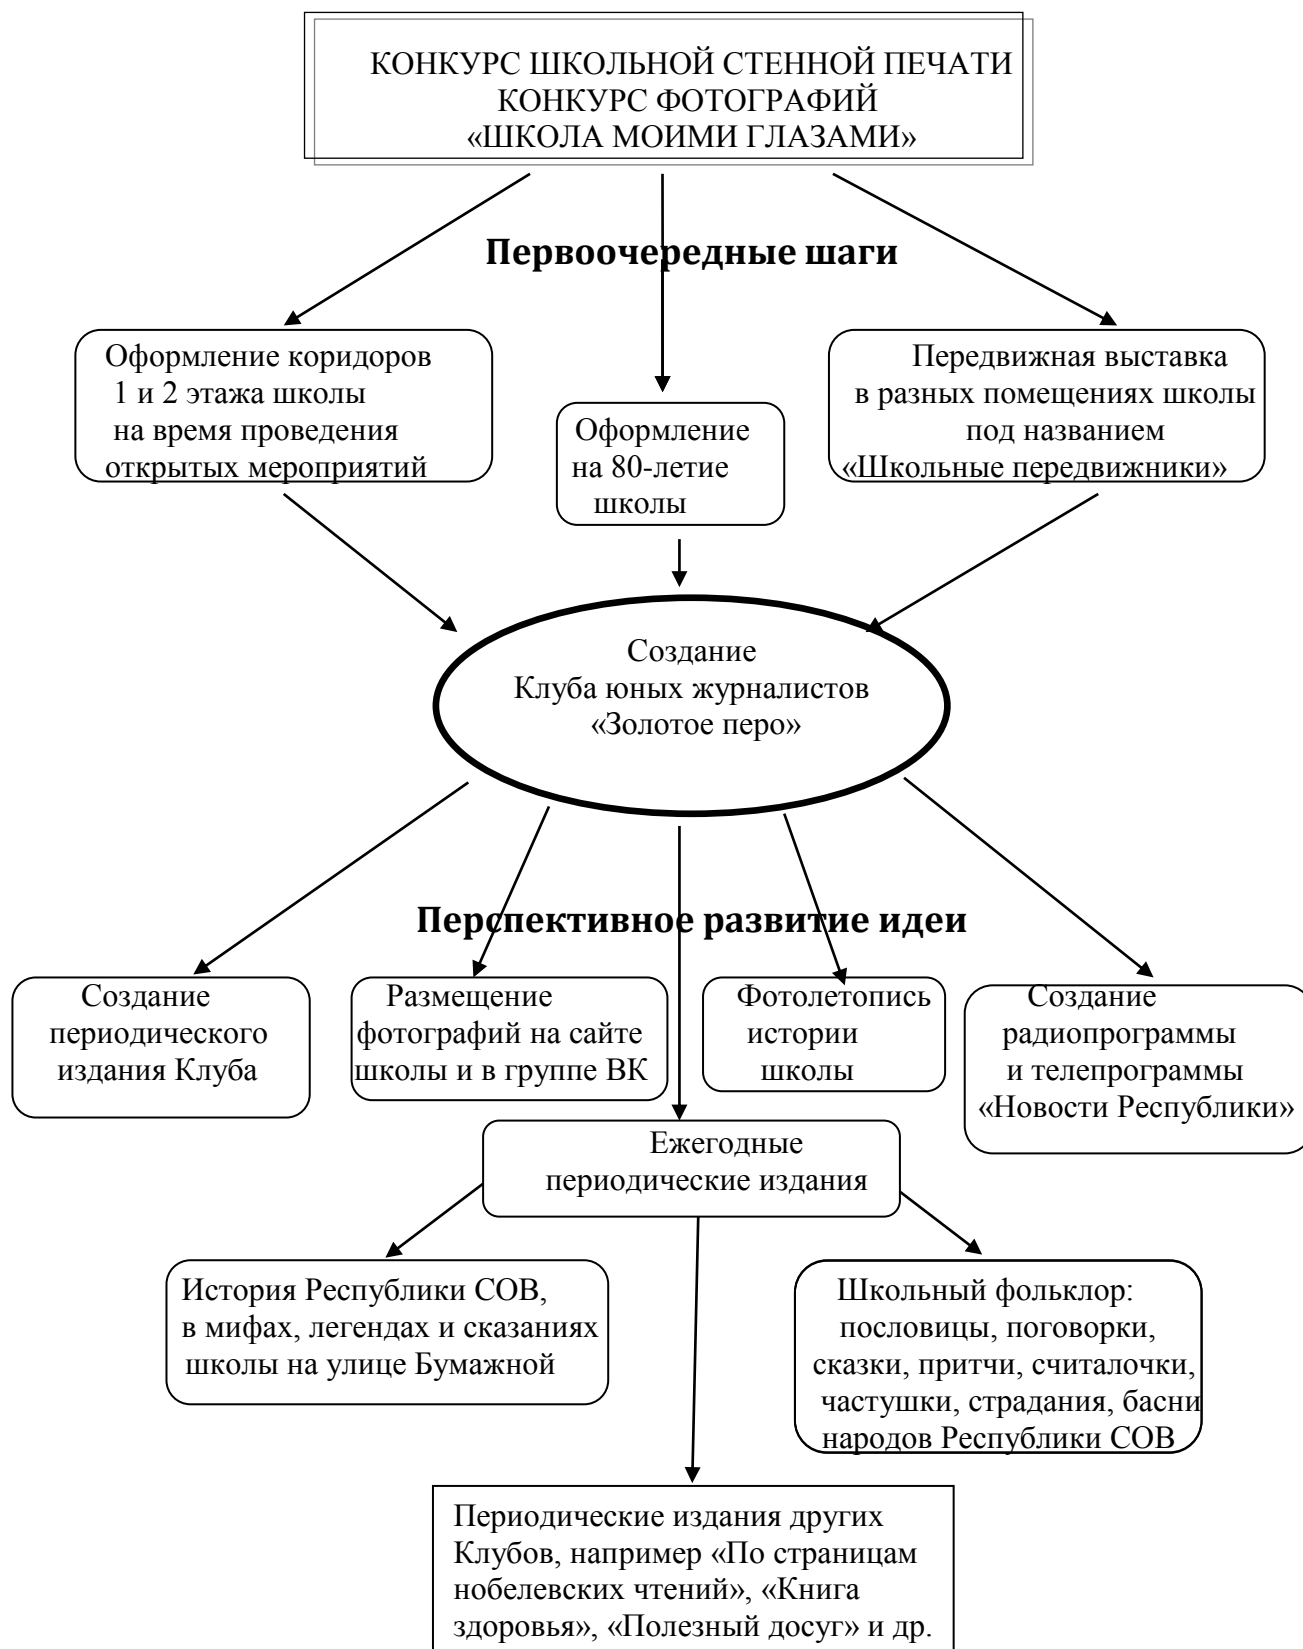 КОНКУРС ШКОЛЬНОЙ СТЕННОЙ ПЕЧАТИ
КОНКУРС ФОТОГРАФИЙ
«ШКОЛА МОИМИ ГЛАЗАМИ»
Первоочередные шаги
Оформление коридоров
1 и 2 этажа школы
на время проведения
открытых мероприятий
Оформление
на 80-летие
школы
Передвижная выставка
в разных помещениях школы
под названием
«Школьные передвижники»
Создание
Клуба юных журналистов
«Золотое перо»
Перспективное развитие идеи
Создание
периодического
издания Клуба
Размещение
фотографий на сайте
школы и в группе ВК
Фотолетопись
истории
школы
Создание
радиопрограммы
и телепрограммы
«Новости Республики»
Ежегодные
периодические издания
История Республики СОВ,
в мифах, легендах и сказаниях
школы на улице Бумажной
Школьный фольклор:
пословицы, поговорки,
сказки, притчи, считалочки,
частушки, страдания, басни
народов Республики СОВ
Периодические издания других
Клубов, например «По страницам
нобелевских чтений», «Книга
здоровья», «Полезный досуг» и др.